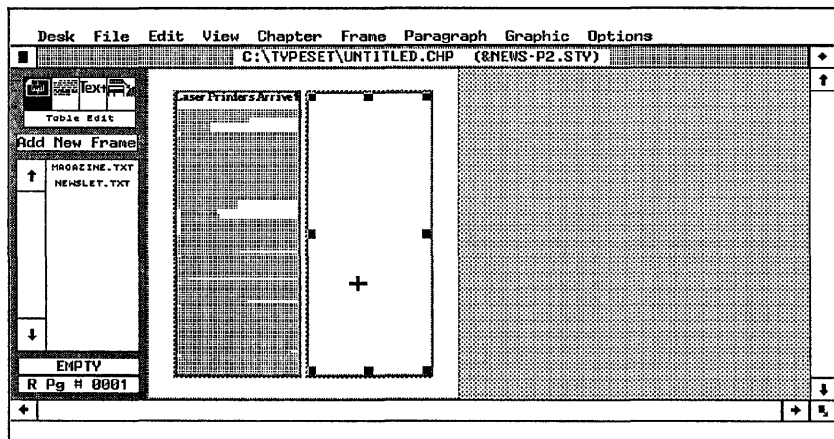 Desk File Edit View Chapter Frame Paragraph Graphic Options
C:\TYPESET\UNTITLED.CHP (&NEWS-P2.STY)
Text
Table Edit
Add New Frame
MAGAZINE.TXT
NEWSLET.TXT
EMPTY
R Pg # 0001
Laser Printers Arrive